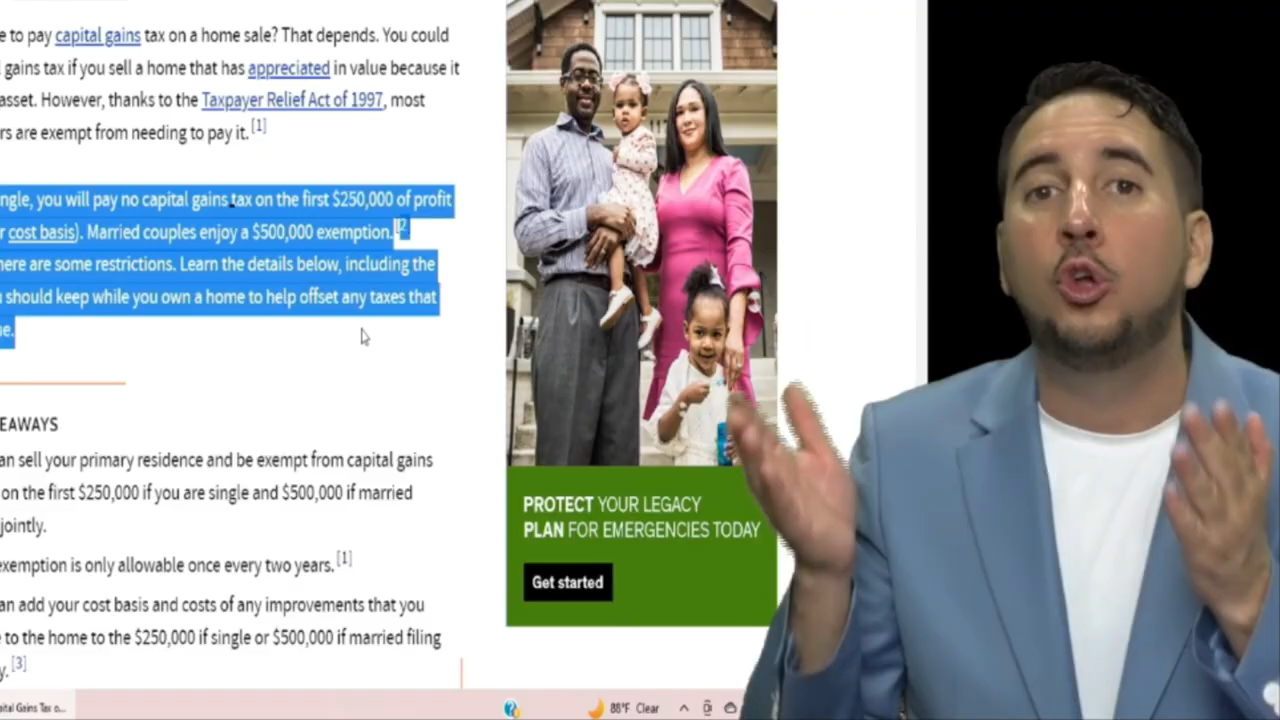 e to pay capital gains tax on a home sale? That depends. You could
gains tax if you sell a home that has appreciated in value because it
asset. However, thanks to the Taxpayer Relief Act of 1997, most
rs are exempt from needing to pay it. [1]
ngle, you will pay no capital gains tax on the first $250,000 of profit
r cost basis). Married couples enjoy a $500,000 exemption. [2
here are some restrictions. Learn the details below, including the
u should keep while you own a home to help offset any taxes that
ue.
EAWAYS
an sell your primary residence and be exempt from capital gains
on the first $250,000 if you are single and $500,000 if married
jointly.
exemption is only allowable once every two years. [1]
an add your cost basis and costs of any improvements that you
e to the home to the $250,000 if single or $500,000 if married filing
y. [3]
PROTECT YOUR LEGACY
PLAN FOR EMERGENCIES TODAY
Get started
pital Gains Tax o...
88°F Clear